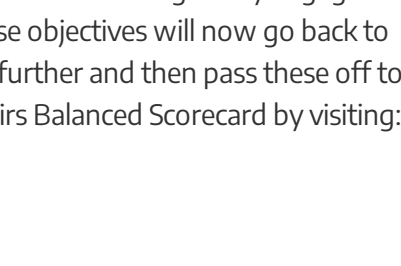 se objectives will now go back to
further and then pass these off to
irs Balanced Scorecard by visiting: